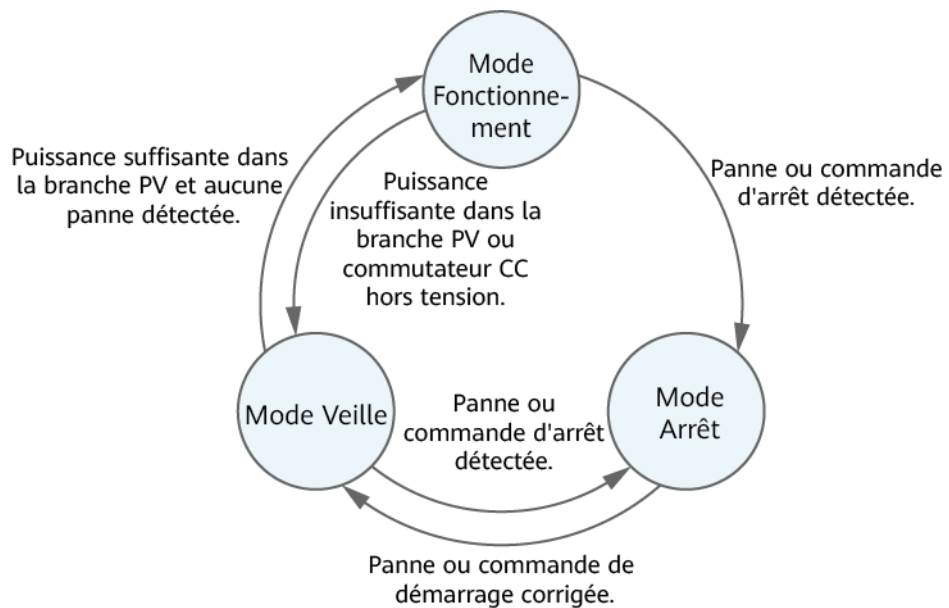 Mode
Fonctionne-
ment
Puissance suffisante dans
la branche PV et aucune
panne détectée.
Puissance
insuffisante dans la
branche PV ou
commutateur CC
hors tension.
Panne ou commande
d'arrêt détectée.
Mode Veille
Panne ou
commande d'arrêt
détectée.
Mode
Arrêt
Panne ou commande de
démarrage corrigée.